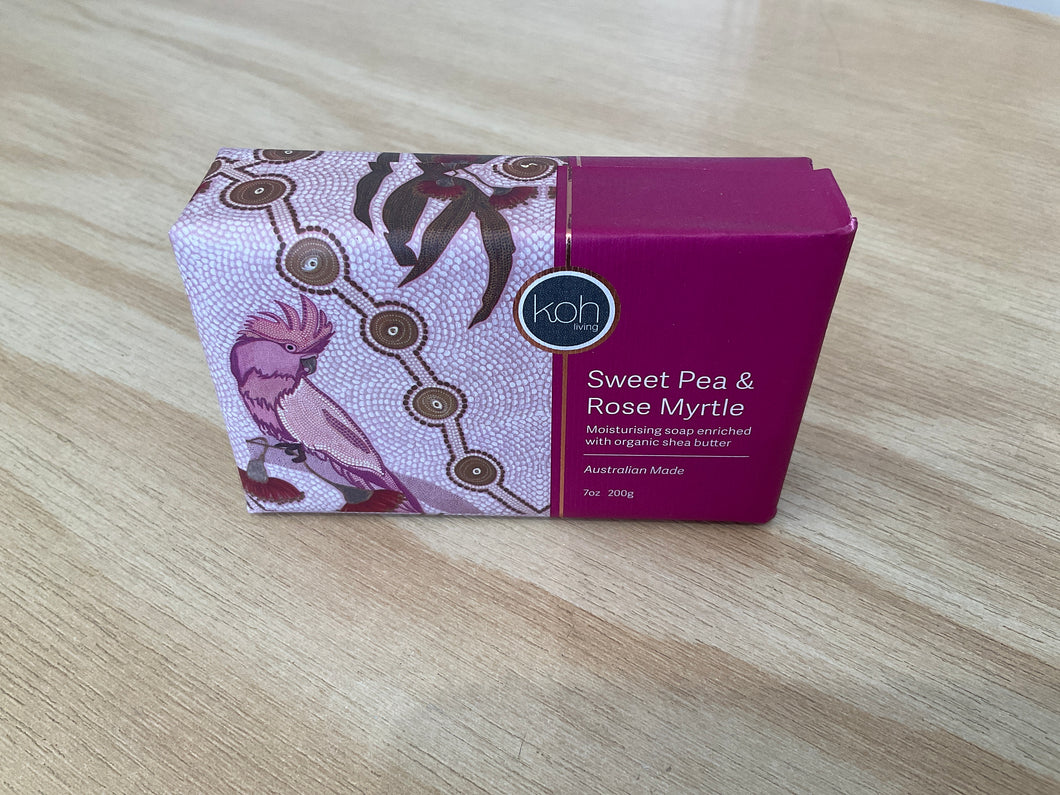 koh
living
Sweet Pea &
Rose Myrtle
Moisturising soap enriched
with organic shea butter
Australian Made
7oz 200g